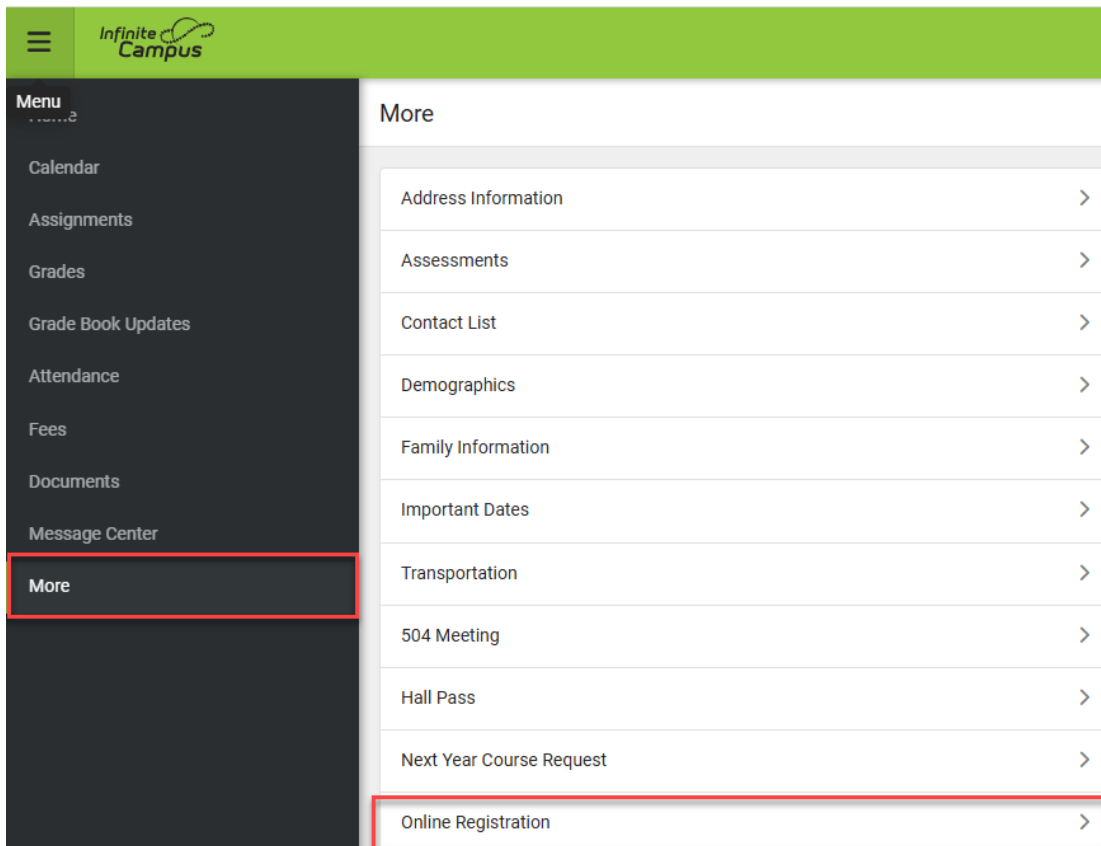 Infinite
Campus
Menu
Calendar
Assignments
Grades
Grade Book Updates
Attendance
Fees
Documents
Message Center
More
More
Address Information
Assessments
Contact List
Demographics
Family Information
Important Dates
Transportation
504 Meeting
Hall Pass
Next Year Course Request
Online Registration